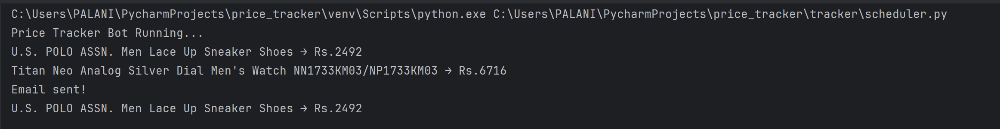 C:\Users\PALANI\PycharmProjects\price_tracker\venv\Scripts\python.exe C:\Users\PALANI\PycharmProjects\price_tracker\tracker\scheduler.py
Price Tracker Bot Running...
U.S. POLO ASSN. Men Lace Up Sneaker Shoes → Rs.2492
Titan Neo Analog Silver Dial Men's Watch NN1733KM03/NP1733KM03 → Rs.6716
Email sent!
U.S. POLO ASSN. Men Lace Up Sneaker Shoes → Rs.2492